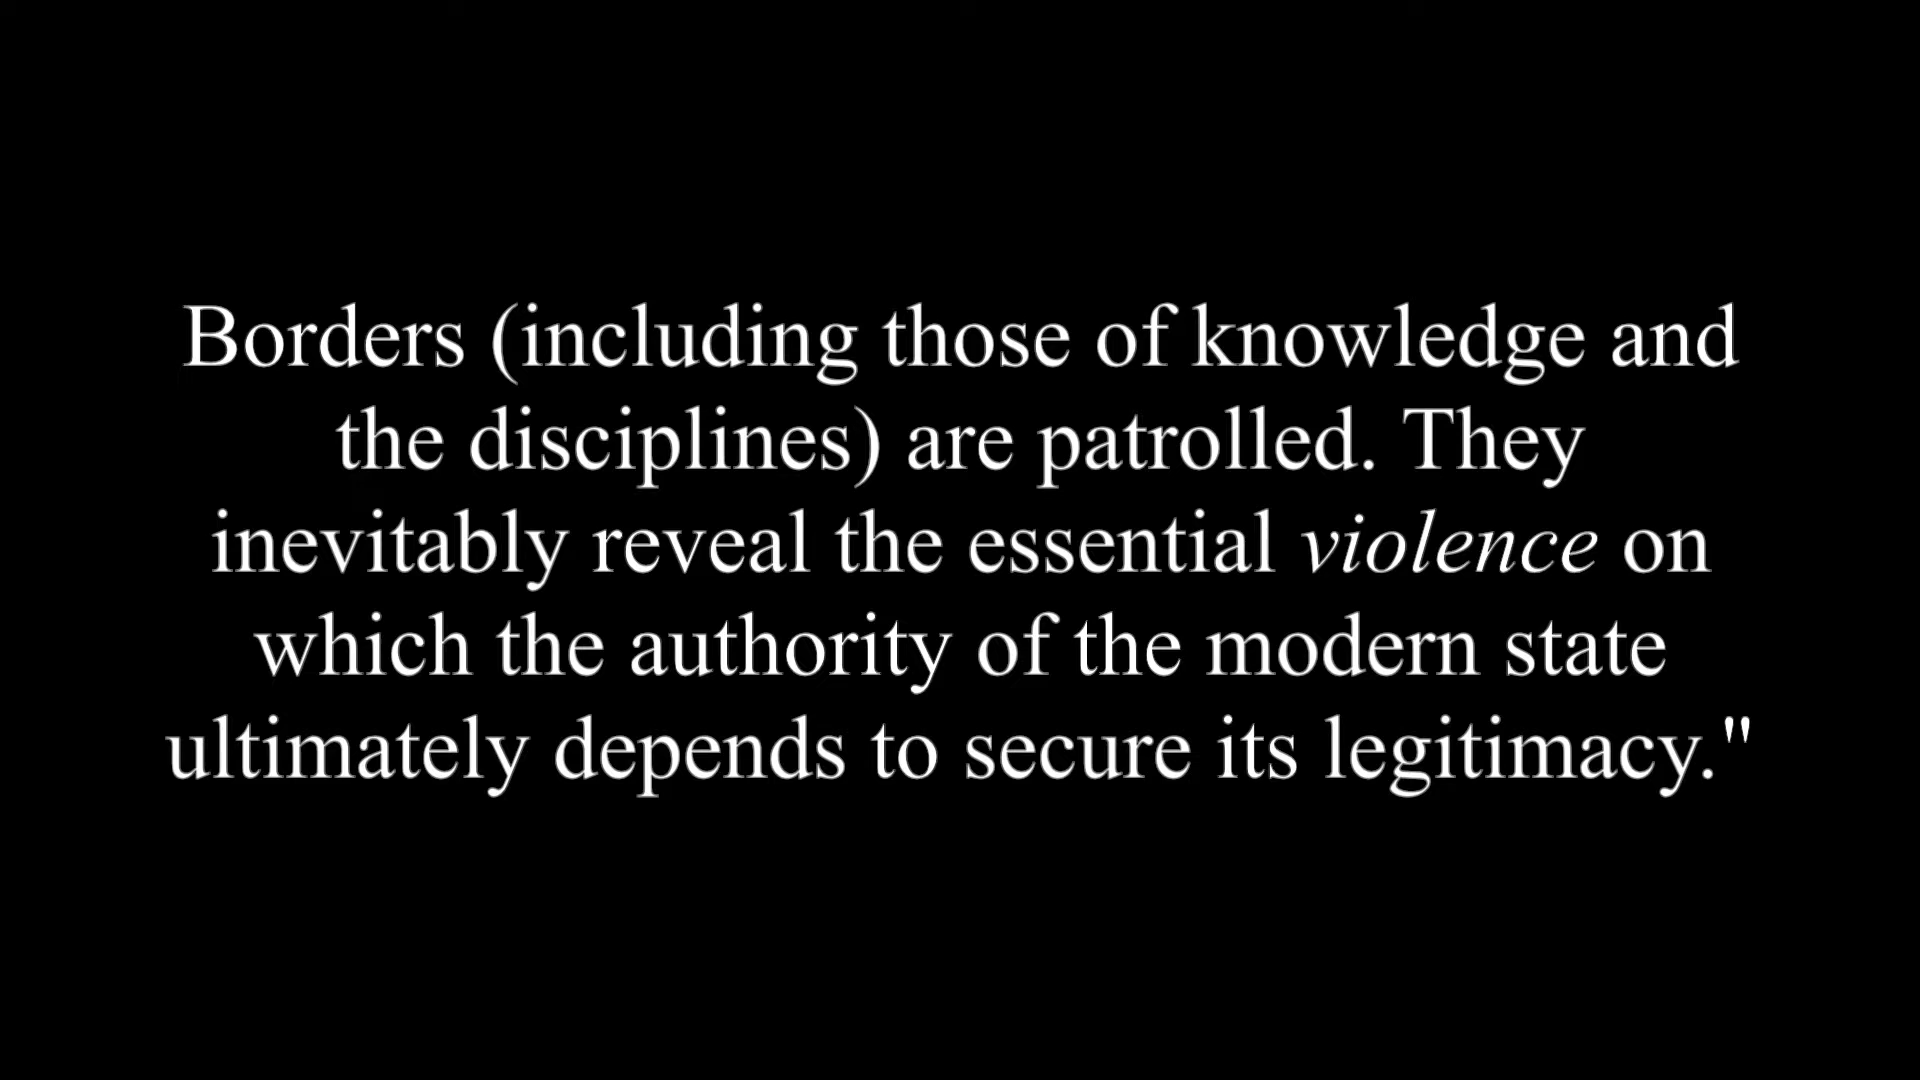 Borders (including those of knowledge and
the disciplines) are patrolled. They
inevitably reveal the essential violence on
which the authority of the modern state
ultimately depends to secure its legitimacy."